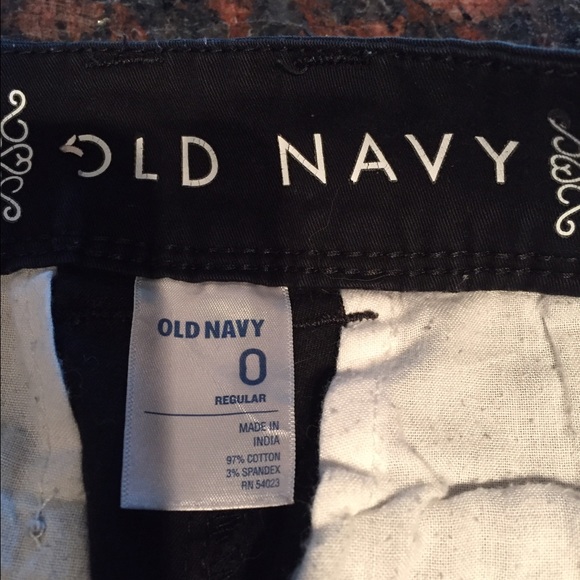 OLD NAVY
OLD NAVY
0
REGULAR
MADE IN
INDIA
97% COTTON
3% SPANDEX
RN 54023